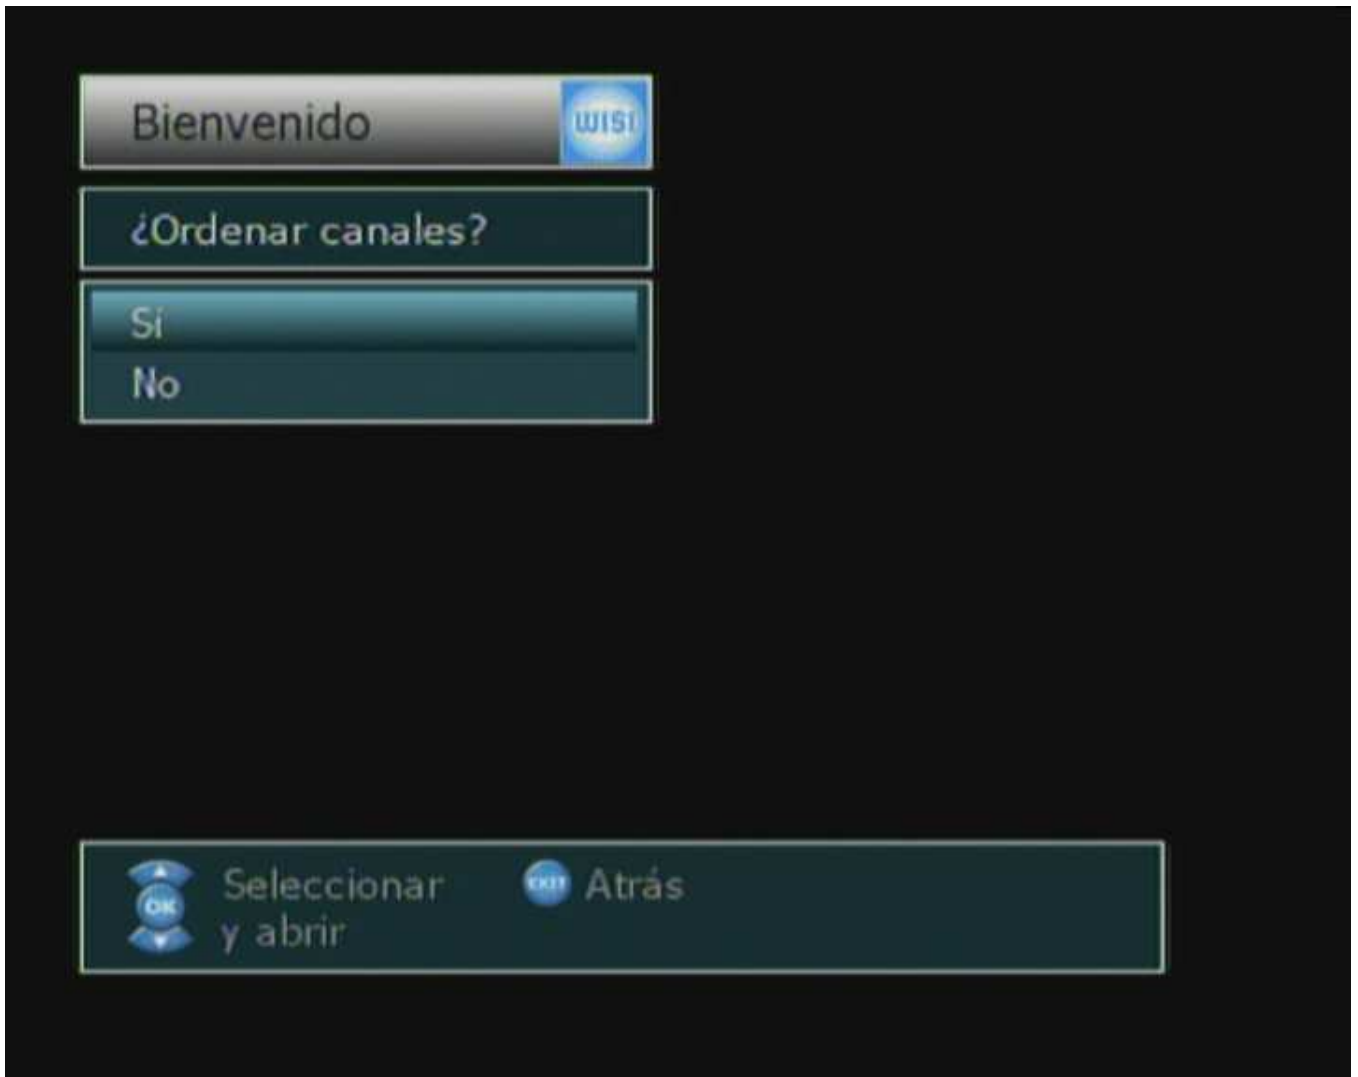 Bienvenido
WISI
¿Ordenar canales?
Sí
No
OK
Seleccionar
y abrir
EXIT
Atrás